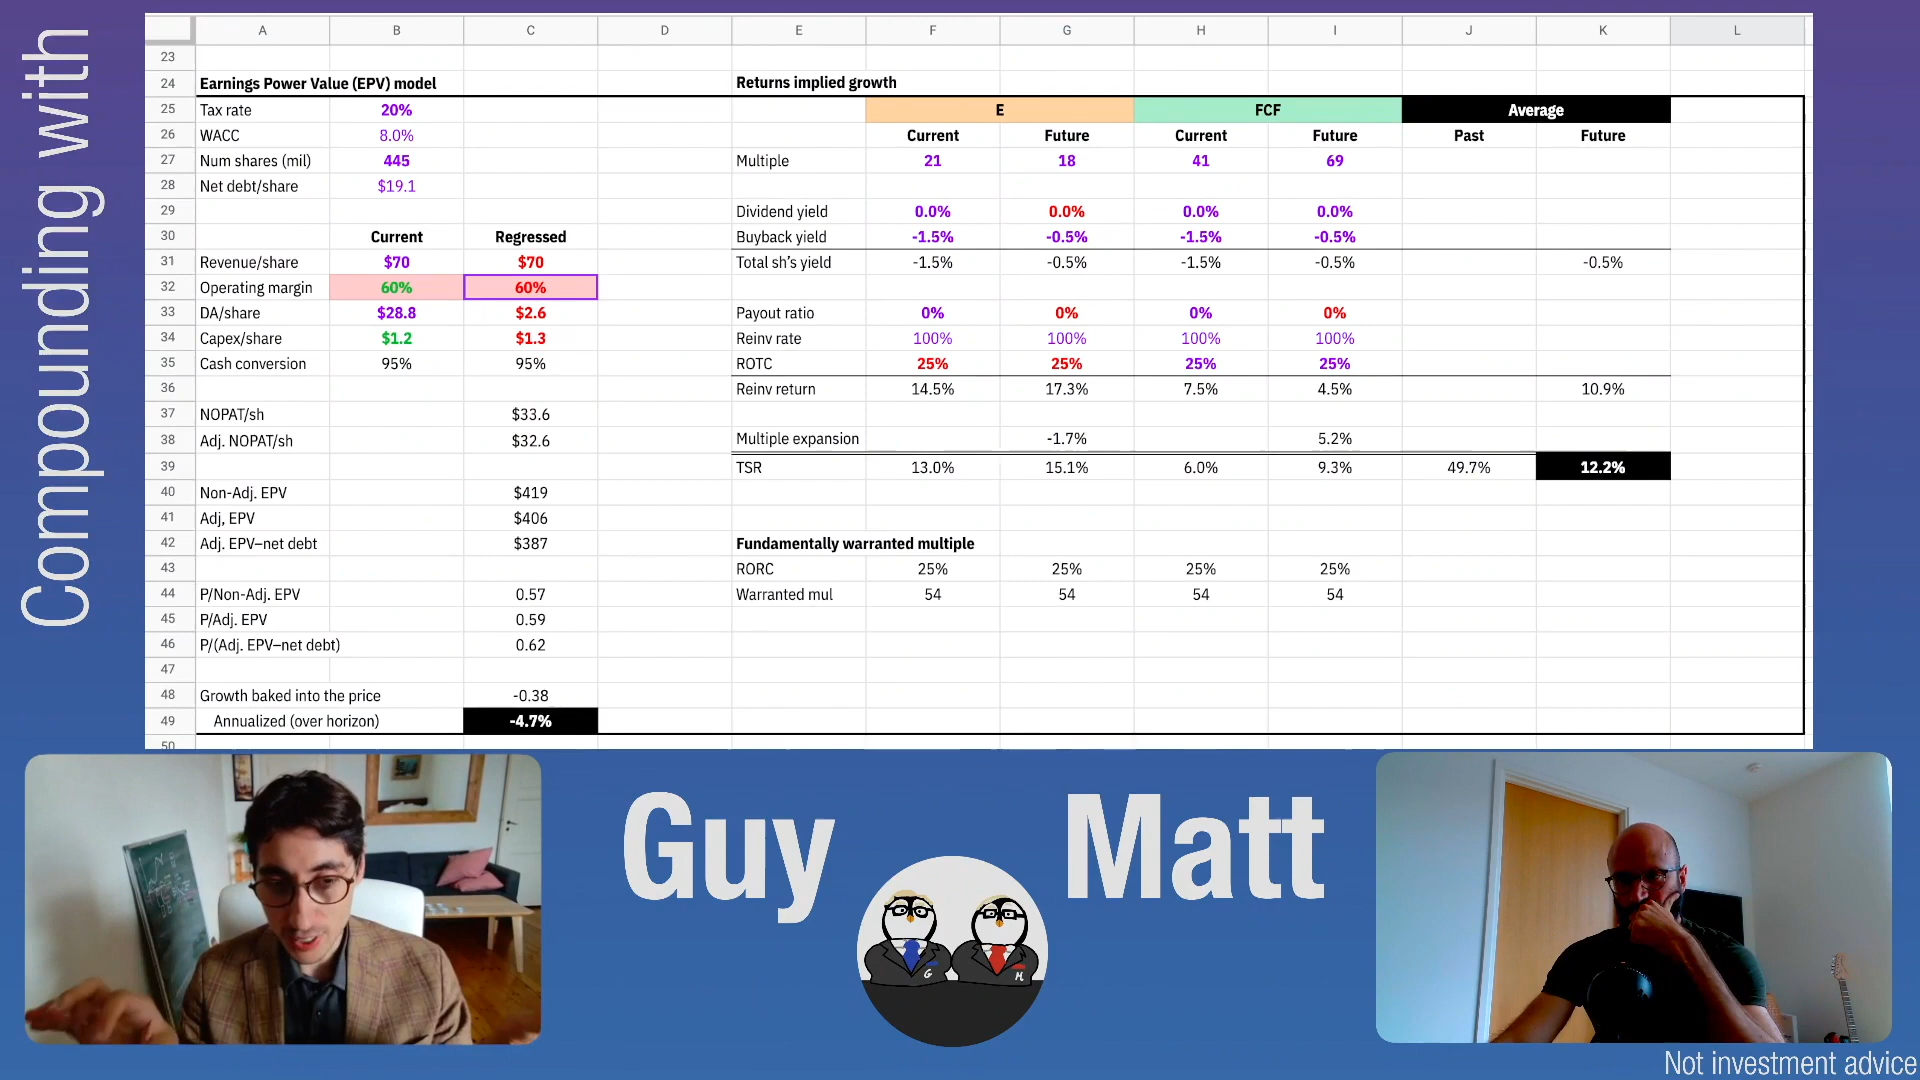 Compounding with
A B C D E F G H I J K L
23
24 Earnings Power Value (EPV) model Returns implied growth
25 Tax rate 20% E FCF Average
26 WACC 8.0% Current Future Current Future Past Future
27 Num shares (mil) 445 Multiple 21 18 41 69
28 Net debt/share $19.1
29 Dividend yield 0.0% 0.0% 0.0% 0.0%
30 Current Regressed Buyback yield -1.5% -0.5% -1.5% -0.5%
31 Revenue/share $70 $70 Total sh's yield -1.5% -0.5% -1.5% -0.5% -0.5%
32 Operating margin 60% 60%
33 DA/share $28.8 $2.6 Payout ratio 0% 0% 0% 0%
34 Capex/share $1.2 $1.3 Reinv rate 100% 100% 100% 100%
35 Cash conversion 95% 95% ROTC 25% 25% 25% 25%
36 Reinv return 14.5% 17.3% 7.5% 4.5% 10.9%
37 NOPAT/sh $33.6
38 Adj. NOPAT/sh $32.6 Multiple expansion -1.7% 5.2%
39 TSR 13.0% 15.1% 6.0% 9.3% 49.7% 12.2%
40 Non-Adj. EPV $419
41 Adj, EPV $406
42 Adj. EPV–net debt $387 Fundamentally warranted multiple
43 RORC 25% 25% 25% 25%
44 P/Non-Adj. EPV 0.57 Warranted mul 54 54 54 54
45 P/Adj. EPV 0.59
46 P/(Adj. EPV–net debt) 0.62
47
48 Growth baked into the price -0.38
49 Annualized (over horizon) -4.7%
50
Guy Matt
G M
Not investment advice